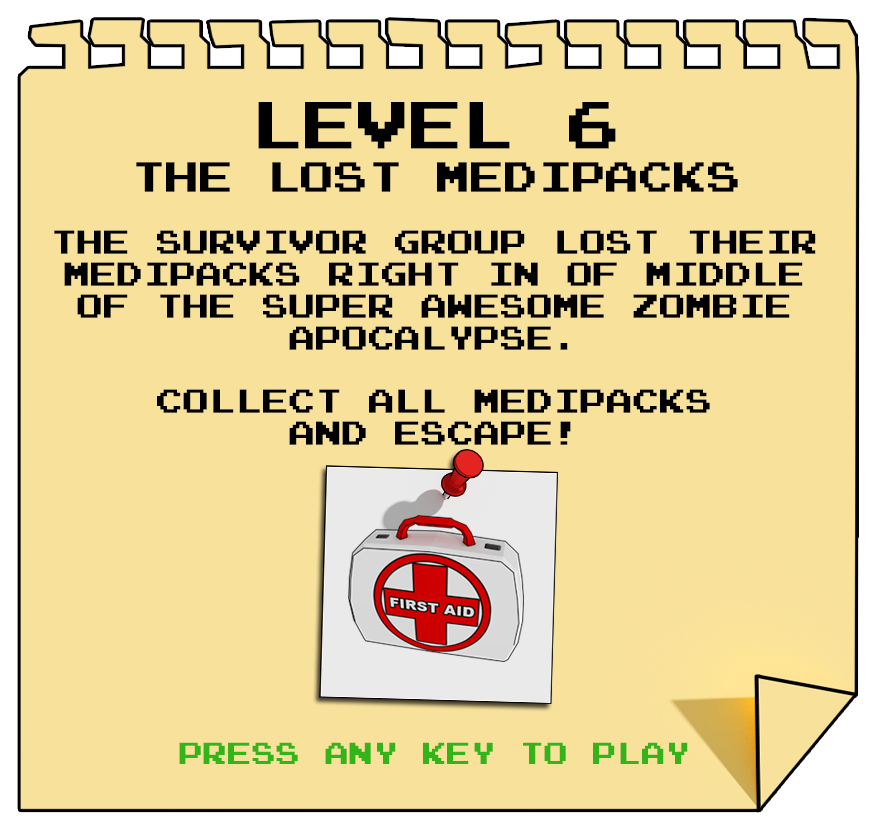 LEVEL 6
THE LOST MEDIPACKS
THE SURVIVOR GROUP LOST THEIR
MEDIPACKS RIGHT IN OF MIDDLE
OF THE SUPER AWESOME ZOMBIE
APOCALYPSE.
COLLECT ALL MEDIPACKS
AND ESCAPE!
FIRST AID
PRESS ANY KEY TO PLAY